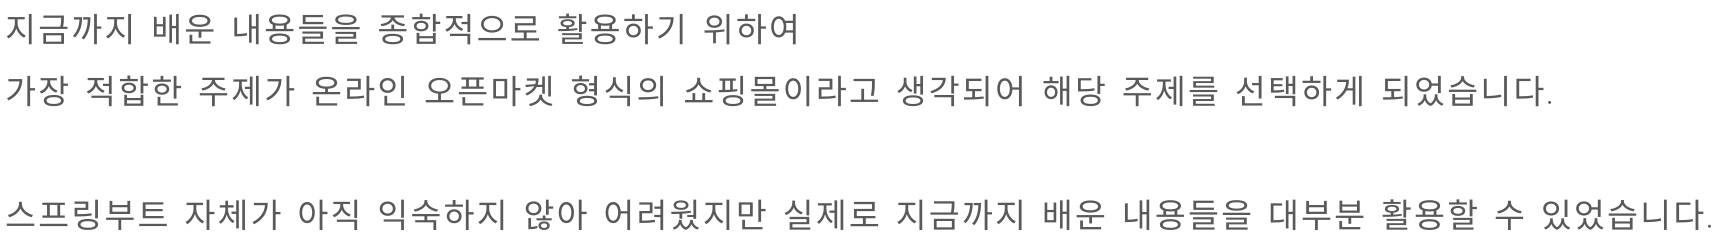 지금까지 배운 내용들을 종합적으로 활용하기 위하여
가장 적합한 주제가 온라인 오픈마켓 형식의 쇼핑몰이라고 생각되어 해당 주제를 선택하게 되었습니다.
스프링부트 자체가 아직 익숙하지 않아 어려웠지만 실제로 지금까지 배운 내용들을 대부분 활용할 수 있었습니다.